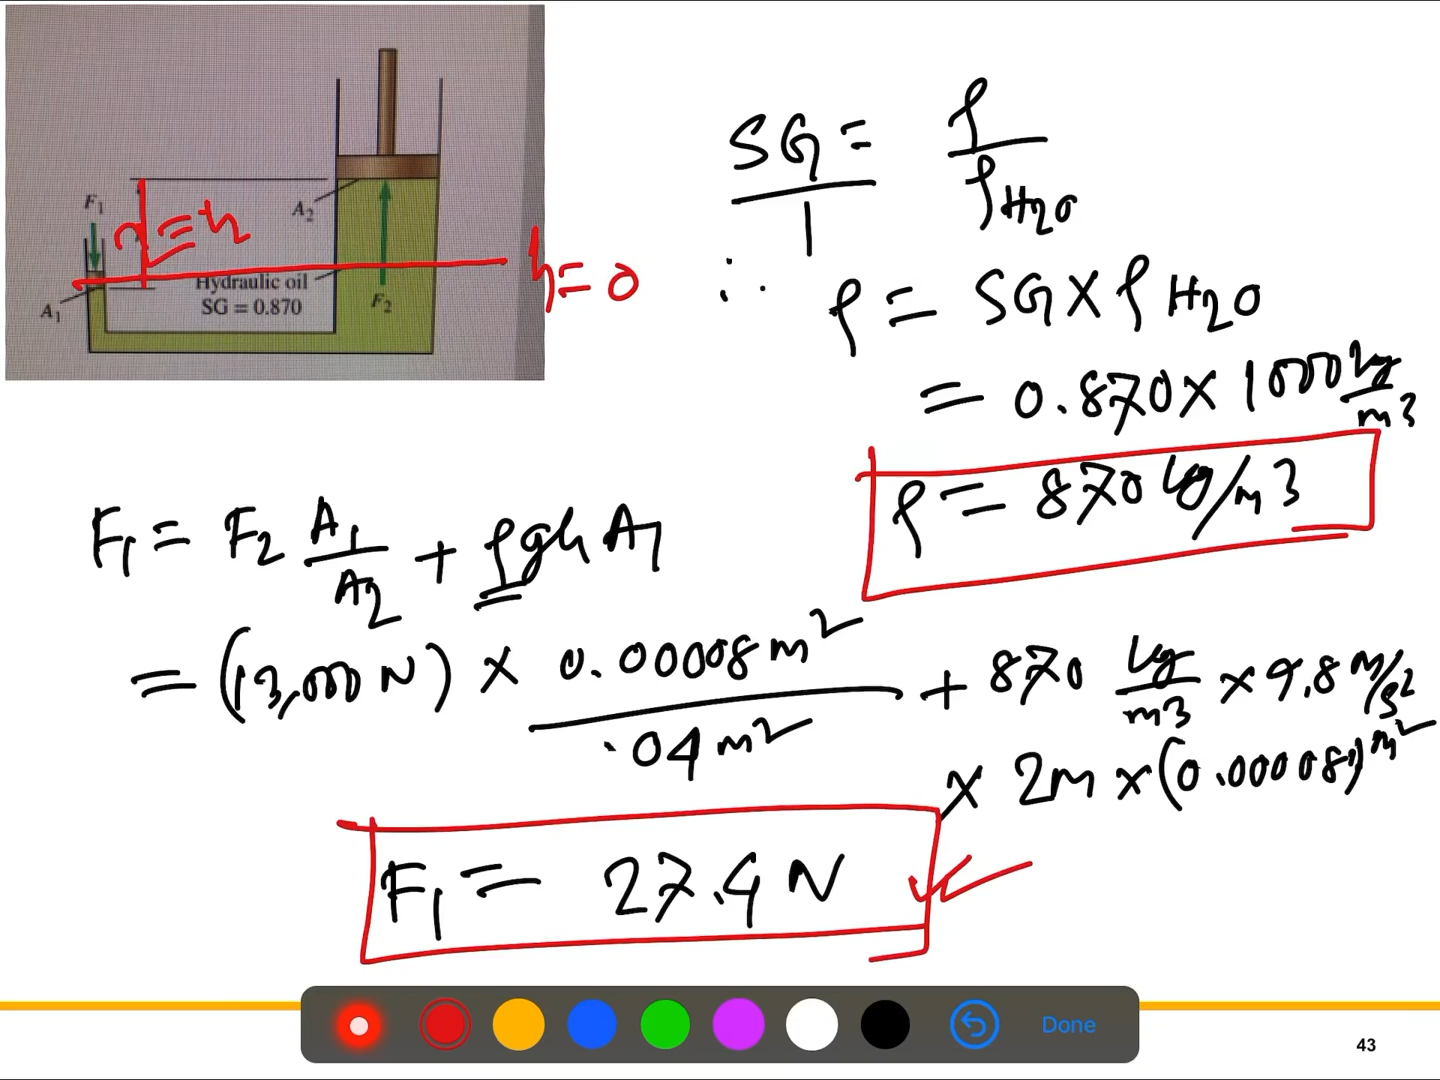 F1
A2
2=h
h=0
Hydraulic oil
SG = 0.870
A1
F2
SG/1 = ρ/ρH2O
∴ ρ = SG X ρ H2O
= 0.870 X 1000 kg/m3
ρ = 870 kg/m3
F1 = F2 A1/A2 + ρgh A1
= (13,000 N) X 0.00008 m²/.04 m² + 870 kg/m3 X 9.8 m/s²
X 2m X (0.00008) m²
F1 = 27.4 N
Done
43